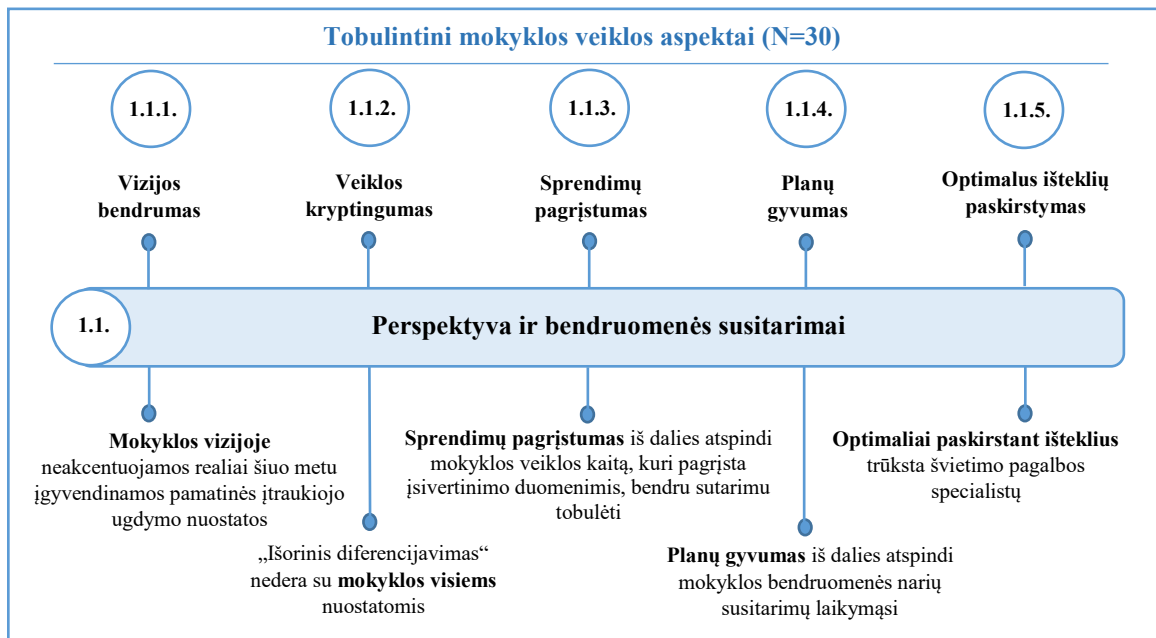 Tobulintini mokyklos veiklos aspektai (N=30)
1.1.1.
1.1.2.
1.1.3.
1.1.4.
1.1.5.
Vizijos
bendrumas
Veiklos
kryptingumas
Sprendimų
pagrįstumas
Planų
gyvumas
Optimalus išteklių
paskirstymas
1.1.
Perspektyva ir bendruomenės susitarimai
Mokyklos vizijoje
neakcentuojamos realiai šiuo metu
įgyvendinamos pamatinės įtraukiojo
ugdymo nuostatos
„Išorinis diferencijavimas“
nedera su mokyklos visiems
nuostatomis
Sprendimų pagrįstumas iš dalies atspindi
mokyklos veiklos kaitą, kuri pagrįsta
įsivertinimo duomenimis, bendru sutarimu
tobulėti
Planų gyvumas iš dalies atspindi
mokyklos bendruomenės narių
susitarimų laikymąsi
Optimaliai paskirstant išteklius
trūksta švietimo pagalbos
specialistų